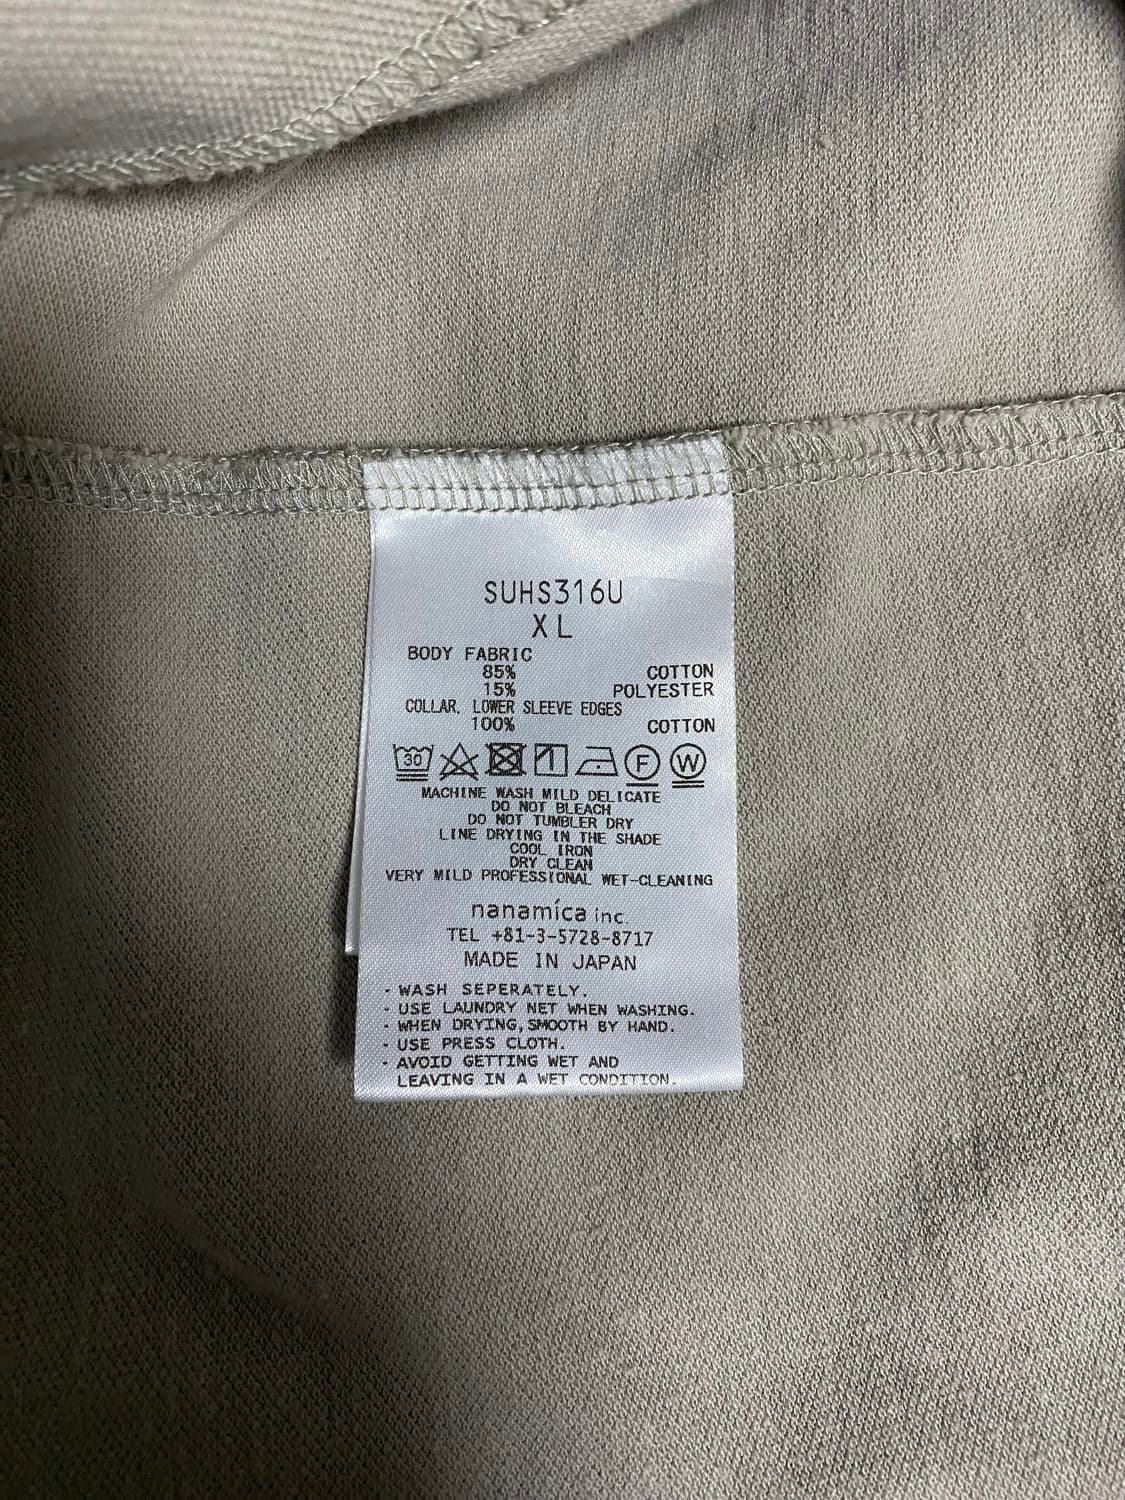 SUHS316U
XL
BODY FABRIC
85% COTTON
15% POLYESTER
COLLAR, LOWER SLEEVE EDGES
100% COTTON
30 F W
MACHINE WASH MILD DELICATE
DO NOT BLEACH
DO NOT TUMBLER DRY
LINE DRYING IN THE SHADE
COOL IRON
DRY CLEAN
VERY MILD PROFESSIONAL WET-CLEANING
nanamíca inc.
TEL +81-3-5728-8717
MADE IN JAPAN
・WASH SEPERATELY.
・USE LAUNDRY NET WHEN WASHING.
・WHEN DRYING, SMOOTH BY HAND.
・USE PRESS CLOTH.
・AVOID GETTING WET AND
LEAVING IN A WET CONDITION.